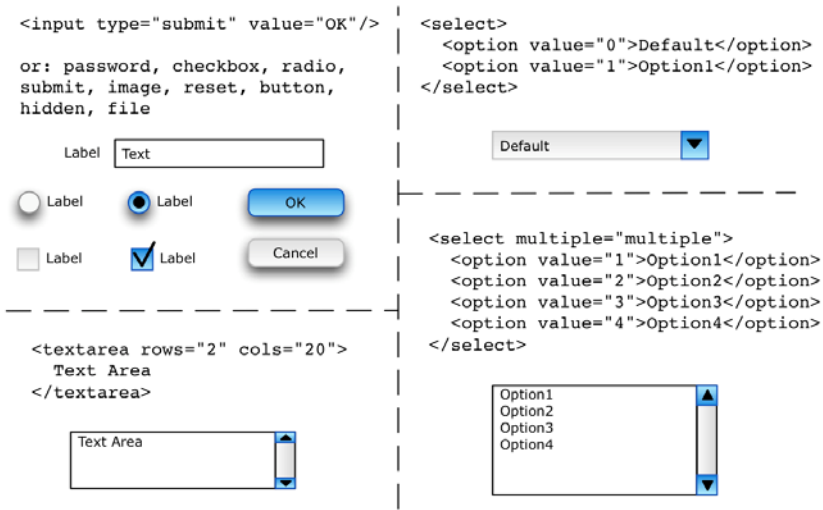 <input type="submit" value="OK"/>
or: password, checkbox, radio,
submit, image, reset, button,
hidden, file
Label Text
Label Label OK
Label Label Cancel
<textarea rows="2" cols="20">
Text Area
</textarea>
Text Area
<select>
<option value="0">Default</option>
<option value="1">Option1</option>
</select>
Default
<select multiple="multiple">
<option value="1">Option1</option>
<option value="2">Option2</option>
<option value="3">Option3</option>
<option value="4">Option4</option>
</select>
Option1
Option2
Option3
Option4